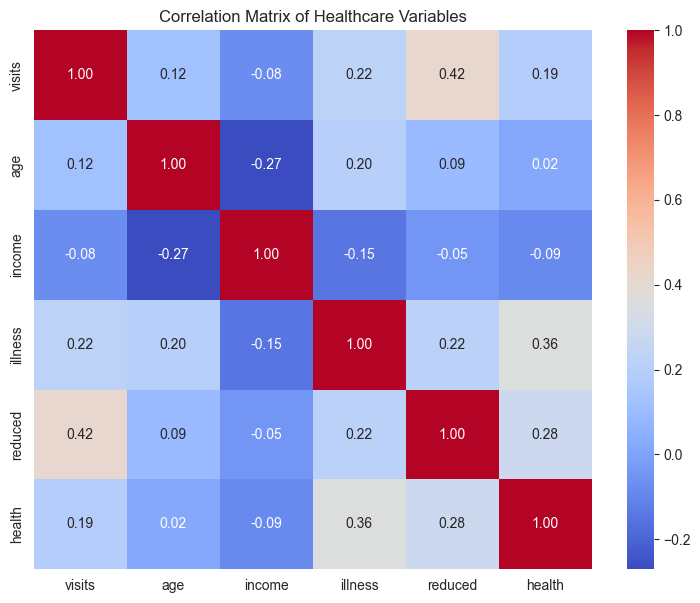 Correlation Matrix of Healthcare Variables
visits 1.00 0.12 -0.08 0.22 0.42 0.19
age 0.12 1.00 -0.27 0.20 0.09 0.02
income -0.08 -0.27 1.00 -0.15 -0.05 -0.09
illness 0.22 0.20 -0.15 1.00 0.22 0.36
reduced 0.42 0.09 -0.05 0.22 1.00 0.28
health 0.19 0.02 -0.09 0.36 0.28 1.00
visits age income illness reduced health
1.0
0.8
0.6
0.4
0.2
0.0
−0.2